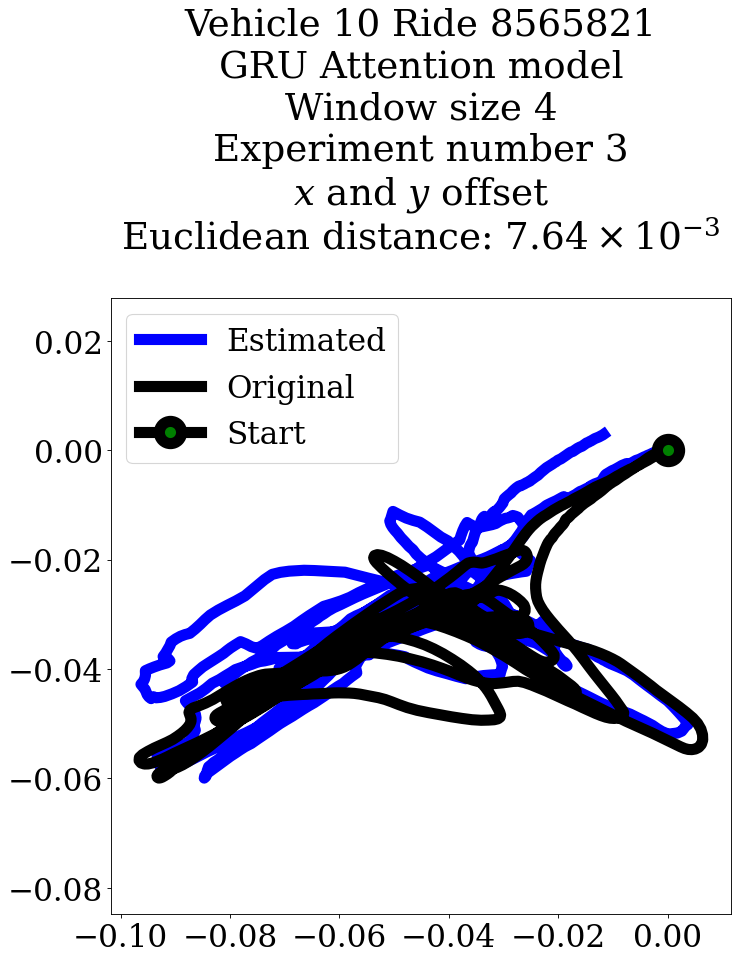 Vehicle 10 Ride 8565821
GRU Attention model
Window size 4
Experiment number 3
x and y offset
Euclidean distance: 7.64 × 10⁻³
Estimated
Original
Start
0.02
0.00
−0.02
−0.04
−0.06
−0.08
−0.10 −0.08 −0.06 −0.04 −0.02 0.00